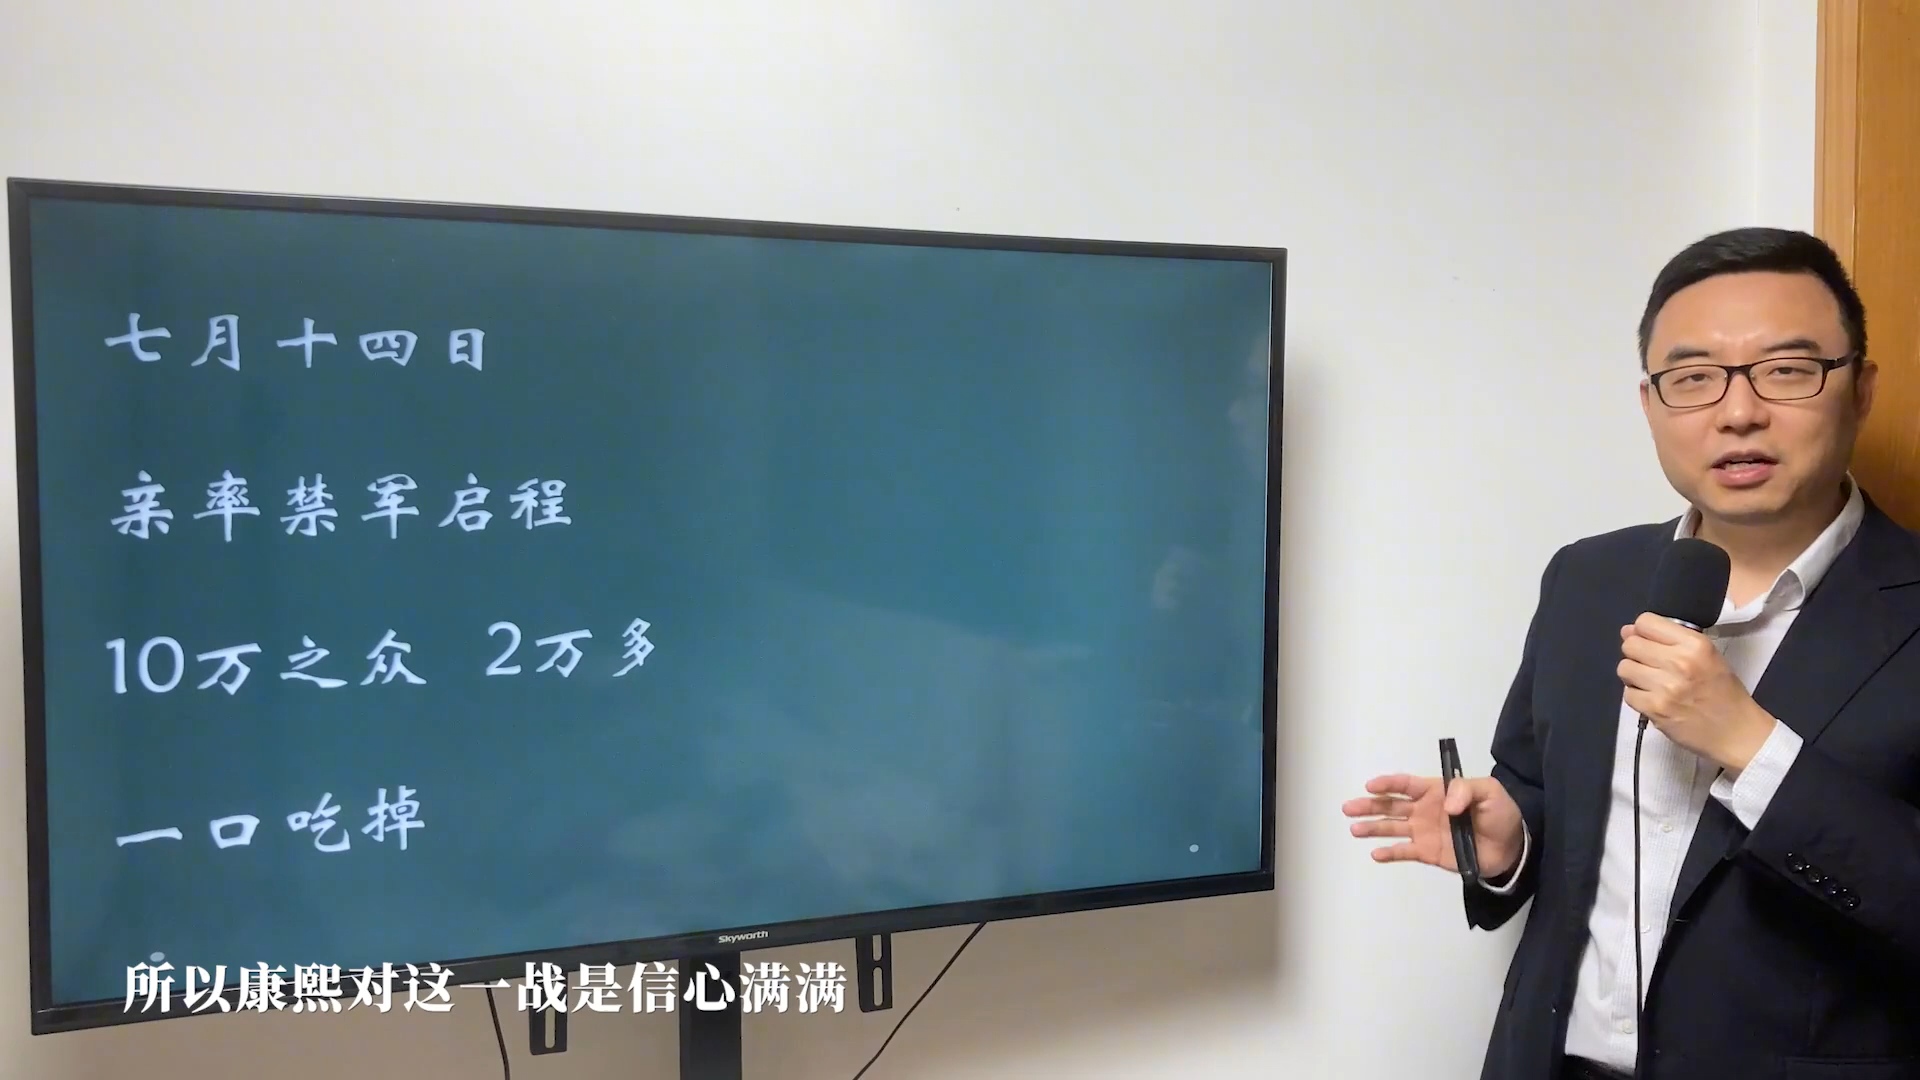 七月十四日
亲率禁军启程
10万之众 2万多
一口吃掉
Skyworth
所以康熙对这一战是信心满满